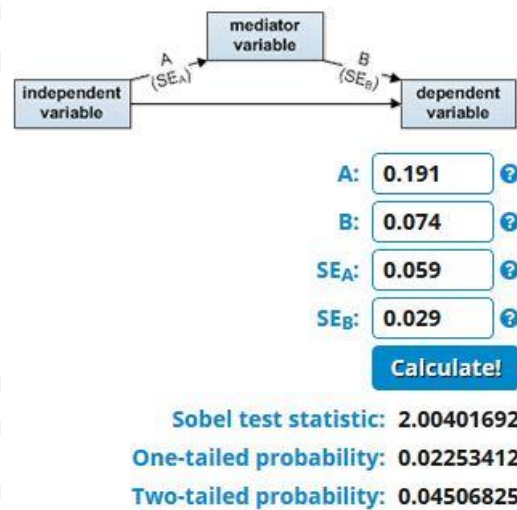 mediator
variable
A
(SEA)
B
(SEB)
independent
variable
dependent
variable
A: 0.191 ?
B: 0.074 ?
SEA: 0.059 ?
SEB: 0.029 ?
Calculate!
Sobel test statistic: 2.00401692
One-tailed probability: 0.02253412
Two-tailed probability: 0.04506825